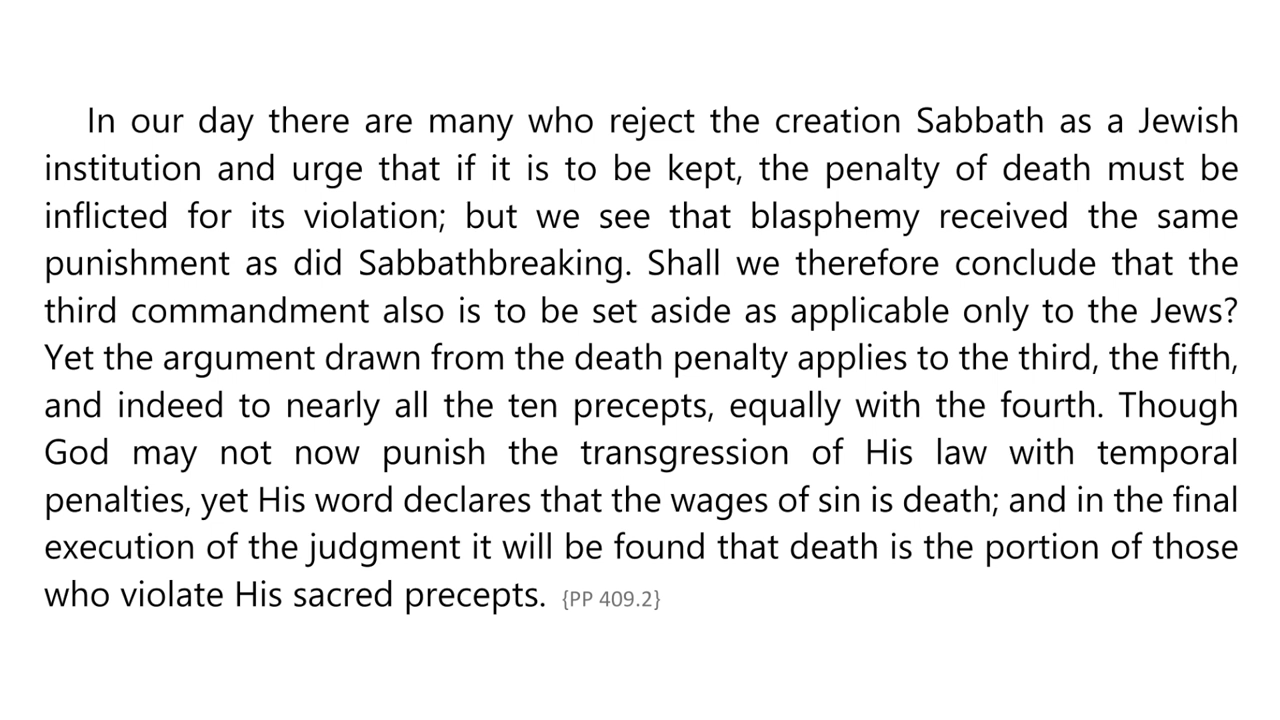 In our day there are many who reject the creation Sabbath as a Jewish
institution and urge that if it is to be kept, the penalty of death must be
inflicted for its violation; but we see that blasphemy received the same
punishment as did Sabbathbreaking. Shall we therefore conclude that the
third commandment also is to be set aside as applicable only to the Jews?
Yet the argument drawn from the death penalty applies to the third, the fifth,
and indeed to nearly all the ten precepts, equally with the fourth. Though
God may not now punish the transgression of His law with temporal
penalties, yet His word declares that the wages of sin is death; and in the final
execution of the judgment it will be found that death is the portion of those
who violate His sacred precepts. {PP 409.2}